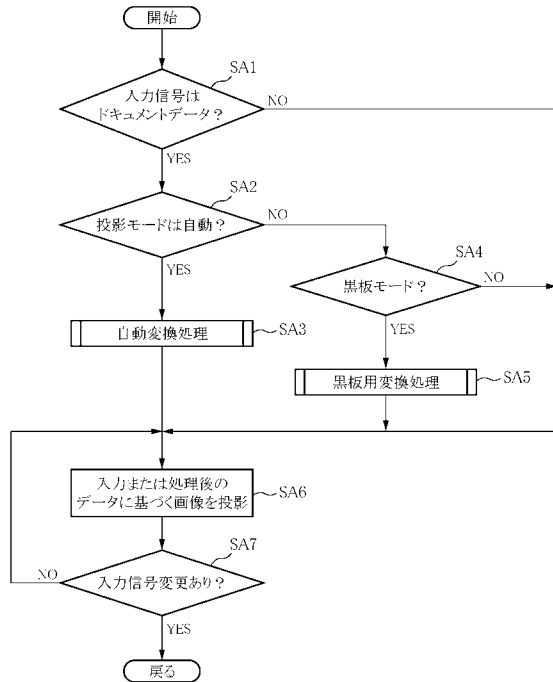 開始
SA1
入力信号は
ドキュメントデータ？
NO
YES
SA2
投影モードは自動？
NO
YES
SA4
黒板モード？
NO
YES
自動変換処理
SA3
黒板用変換処理
SA5
入力または処理後の
データに基づく画像を投影
SA6
SA7
入力信号変更あり？
NO
YES
戻る